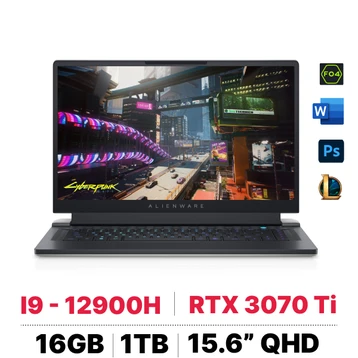 FO4
W
Ps
L
Cyberpunk
ALIENWARE
I9 - 12900H | RTX 3070 Ti
16GB | 1TB | 15.6” QHD